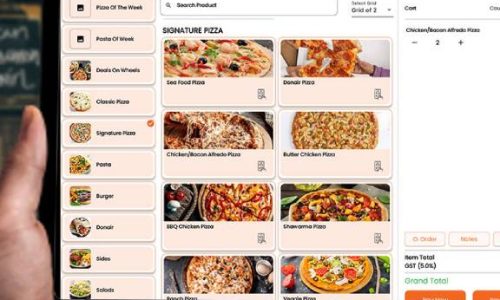 Search Product
Select Grid
Grid of 2
Cart
Pizza Of The Week
Pasta Of Week
Deals On Wheels
Classic Pizza
Signature Pizza
Pasta
Burger
Donair
Sides
Salads
SIGNATURE PIZZA
Sea Food Pizza
Donair Pizza
Chicken/Bacon Alfredo Pizza
Butter Chicken Pizza
BBQ Chicken Pizza
Shawarma Pizza
Ranch Pizza
Veggie Pizza
Chicken/Bacon Alfredo Pizza
− 2 +
Order
Notes
Item Total
GST (5.0%)
Grand Total